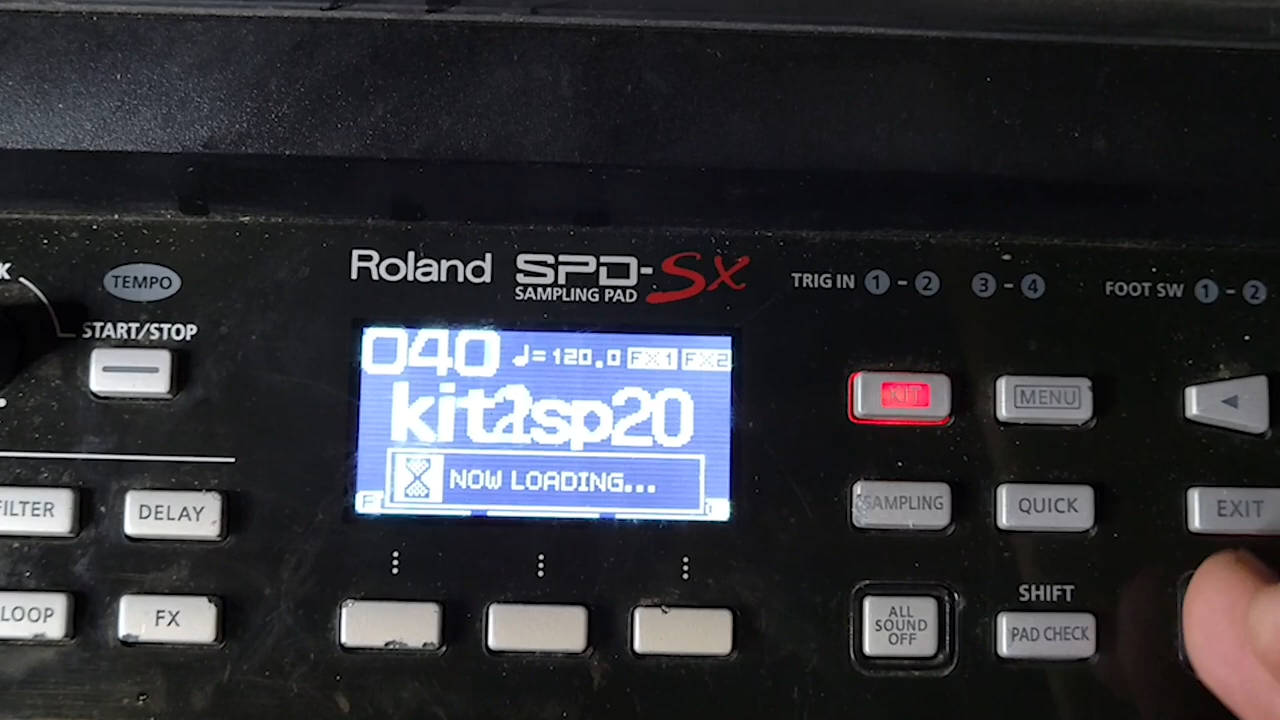 Roland SPD-SX
SAMPLING PAD
TEMPO
START/STOP
TRIG IN 1 - 2 3 - 4
FOOT SW 1 - 2
040 ♩=120.0 FX1 FX2
NOW LOADING...
KIT
MENU
FILTER
DELAY
SAMPLING
QUICK
EXIT
LOOP
FX
ALL SOUND OFF
SHIFT
PAD CHECK